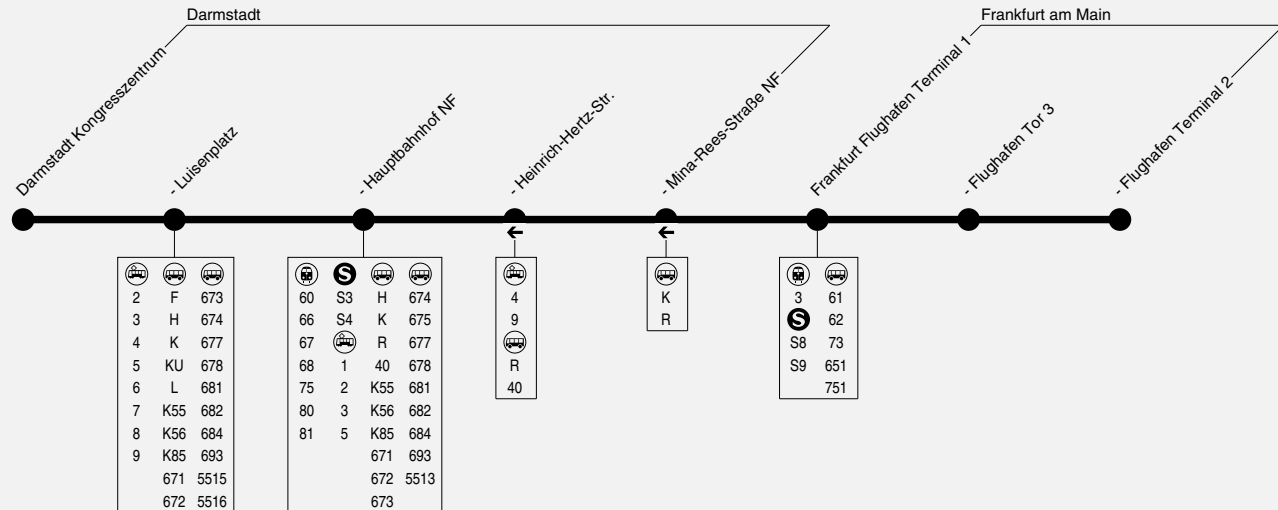 Darmstadt
Frankfurt am Main
Darmstadt Kongresszentrum
- Luisenplatz
- Hauptbahnhof NF
- Heinrich-Hertz-Str.
- Mina-Rees-Straße NF
Frankfurt Flughafen Terminal 1
- Flughafen Tor 3
- Flughafen Terminal 2
2 F 673
3 H 674
4 K 677
5 KU 678
6 L 681
7 K55 682
8 K56 684
9 K85 693
671 5515
672 5516
S
60 S3 H 674
66 S4 K 675
67 R 677
68 1 40 678
75 2 K55 681
80 3 K56 682
81 5 K85 684
671 693
672 5513
673
4
9
R
40
K
R
3 61
S 62
S8 73
S9 651
751